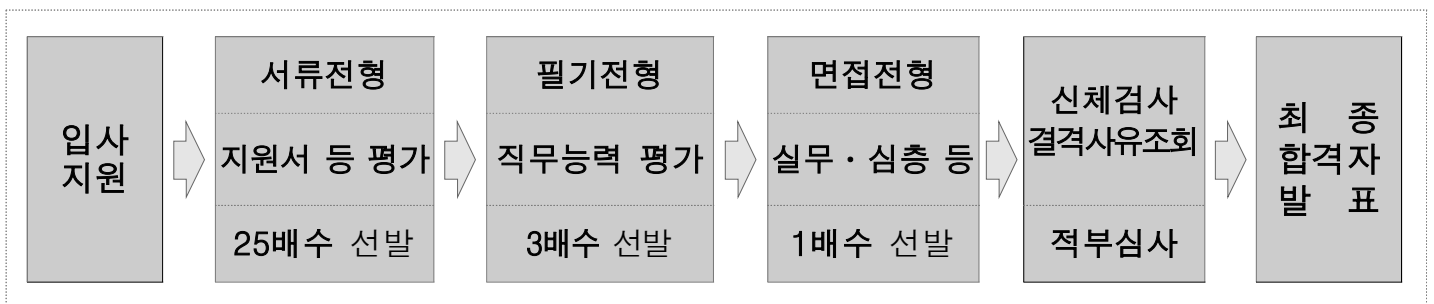 입사
지원
서류전형
지원서 등 평가
25배수 선발
필기전형
직무능력 평가
3배수 선발
면접전형
실무·심층 등
1배수 선발
신체검사
결격사유조회
적부심사
최 종
합격자
발 표